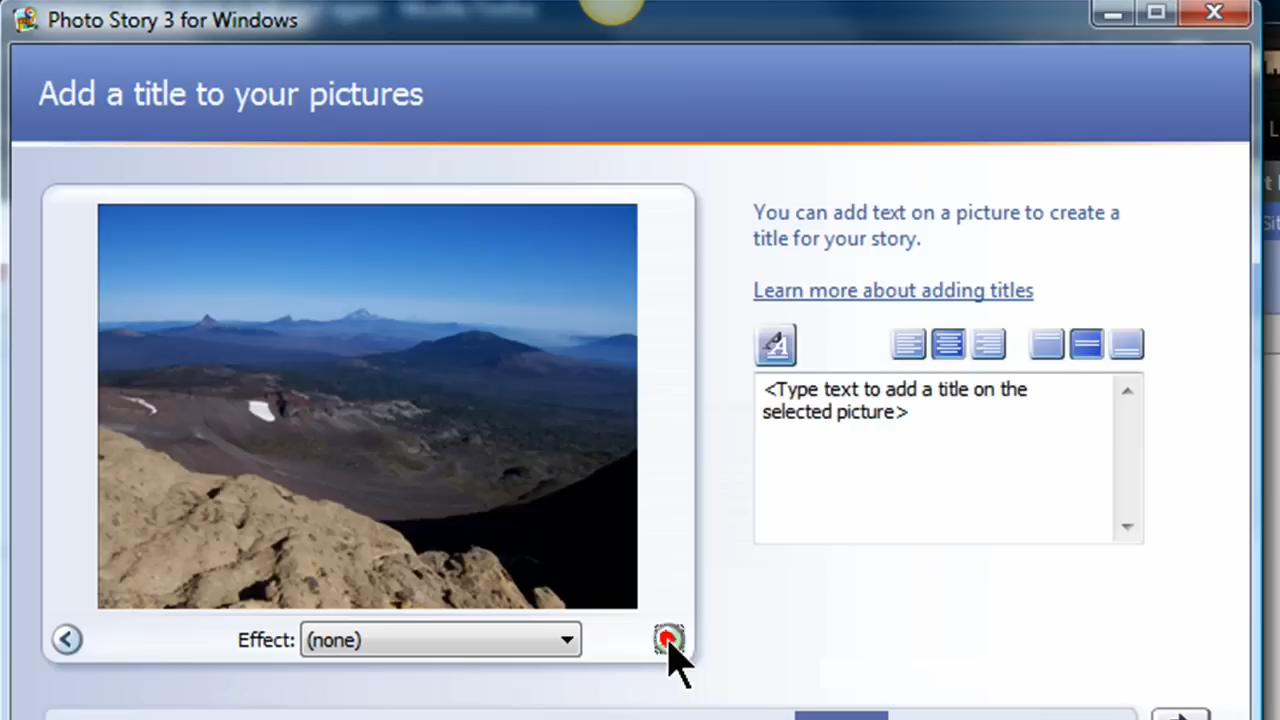 Photo Story 3 for Windows
Add a title to your pictures
You can add text on a picture to create a
title for your story.
Learn more about adding titles
A
<Type text to add a title on the
selected picture>
Effect: (none)